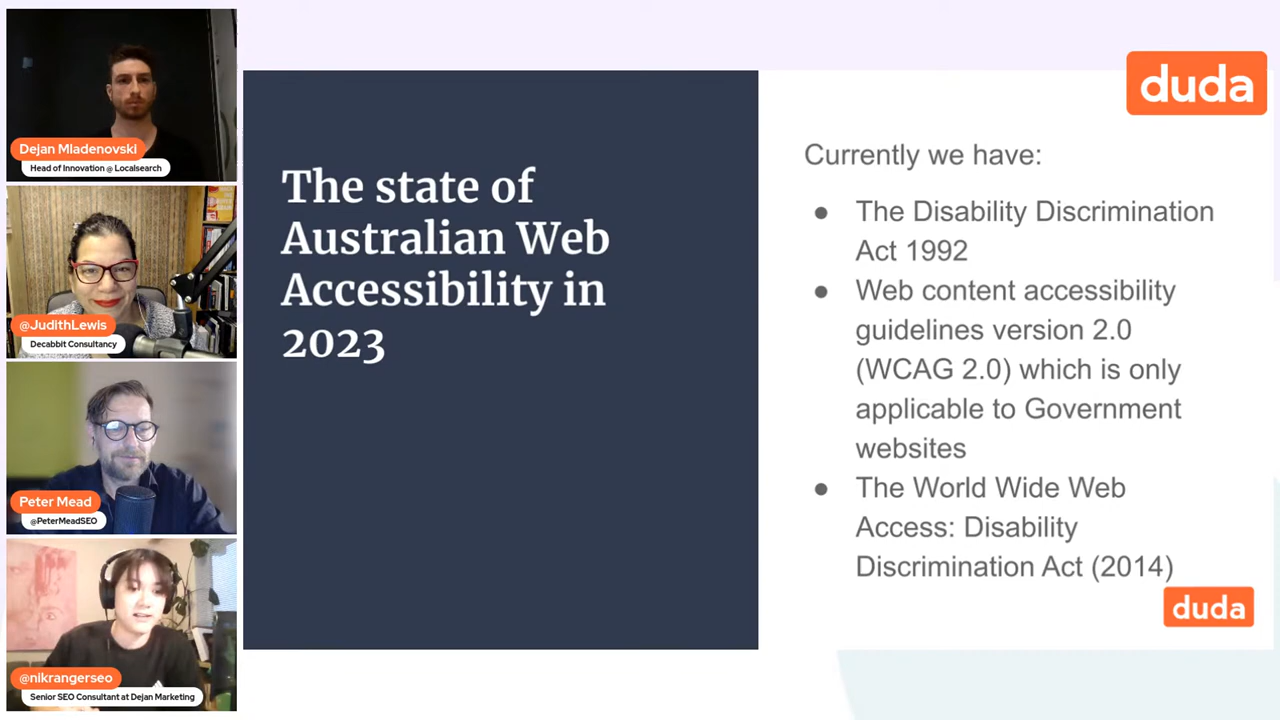 Dejan Mladenovski
Head of Innovation @ Localsearch
@JudithLewis
Decabbit Consultancy
Peter Mead
@PeterMeadSEO
@nikrangerseo
Senior SEO Consultant at Dejan Marketing
The state of
Australian Web
Accessibility in
2023
duda
Currently we have:
● The Disability Discrimination
Act 1992
● Web content accessibility
guidelines version 2.0
(WCAG 2.0) which is only
applicable to Government
websites
● The World Wide Web
Access: Disability
Discrimination Act (2014)
duda